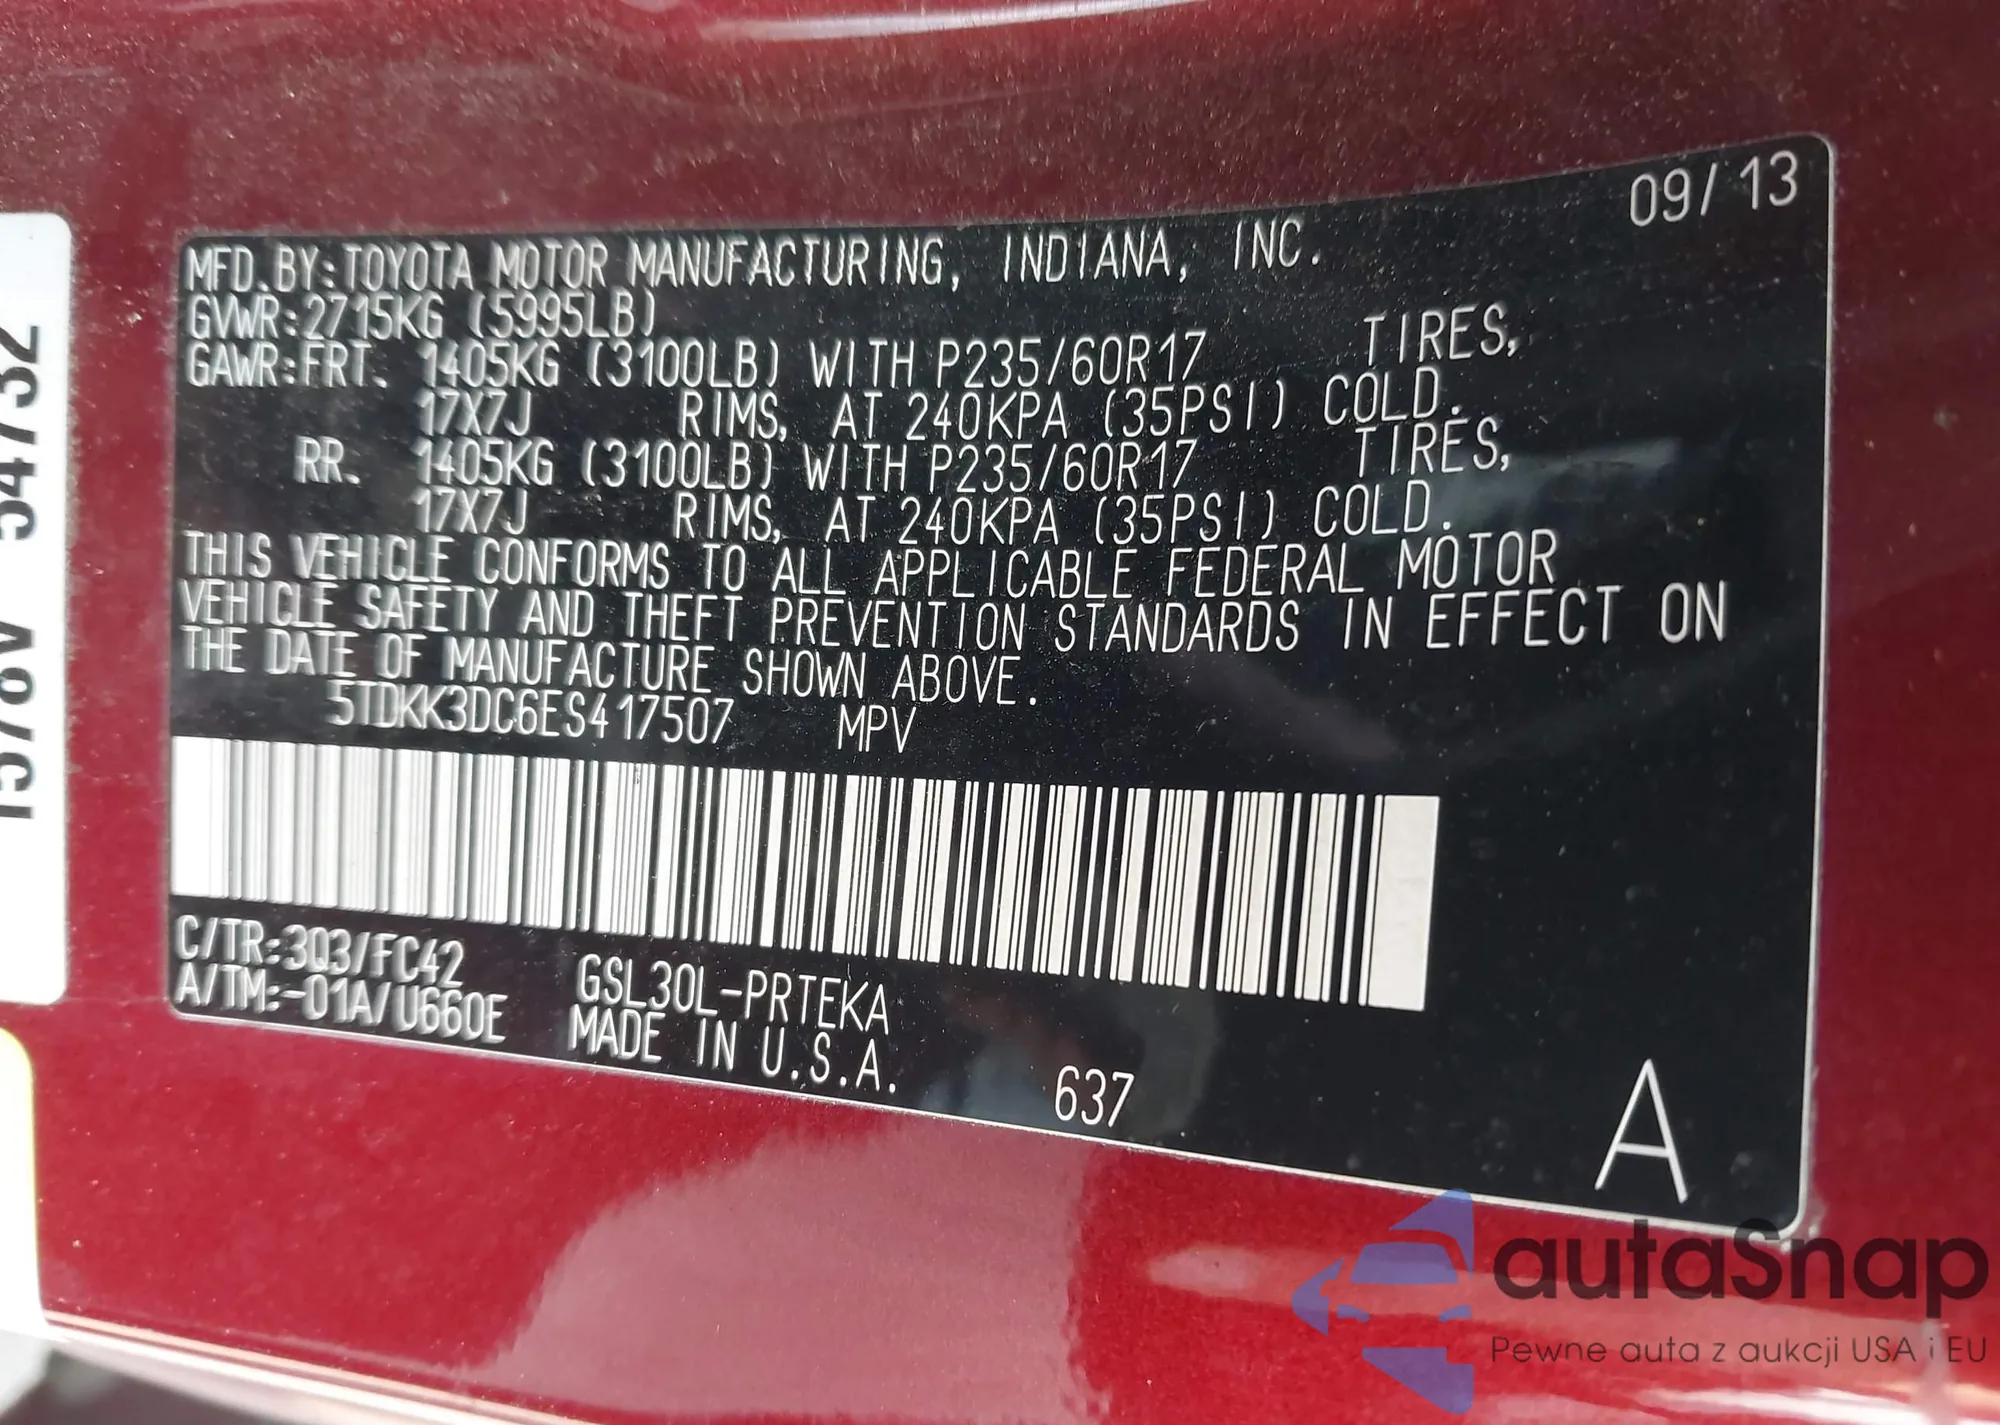 09/13
MFD. BY: TOYOTA MOTOR MANUFACTURING, INDIANA, INC.
GVWR: 2715KG (5995LB)
GAWR: FRT. 1405KG (3100LB) WITH P235/60R17 TIRES,
17X7J RIMS, AT 240KPA (35PSI) COLD.
RR. 1405KG (3100LB) WITH P235/60R17 TIRES,
17X7J RIMS, AT 240KPA (35PSI) COLD.
THIS VEHICLE CONFORMS TO ALL APPLICABLE FEDERAL MOTOR
VEHICLE SAFETY AND THEFT PREVENTION STANDARDS IN EFFECT ON
THE DATE OF MANUFACTURE SHOWN ABOVE.
5TDKK3DC6ES417507 MPV
C/TR: 3Q3/FC42 GSL30L-PRTEKA
A/TM: -01A/U660E MADE IN U.S.A.
637
A
autaSnap
Pewne auta z aukcji USA i EU